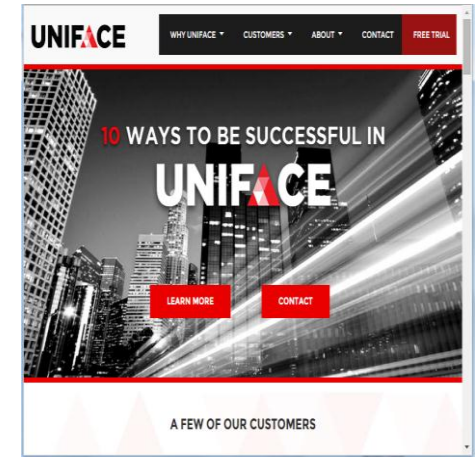 UNIFACE
WHY UNIFACE CUSTOMERS ABOUT CONTACT FREE TRIAL
10 WAYS TO BE SUCCESSFUL IN
UNIFACE
LEARN MORE CONTACT
A FEW OF OUR CUSTOMERS